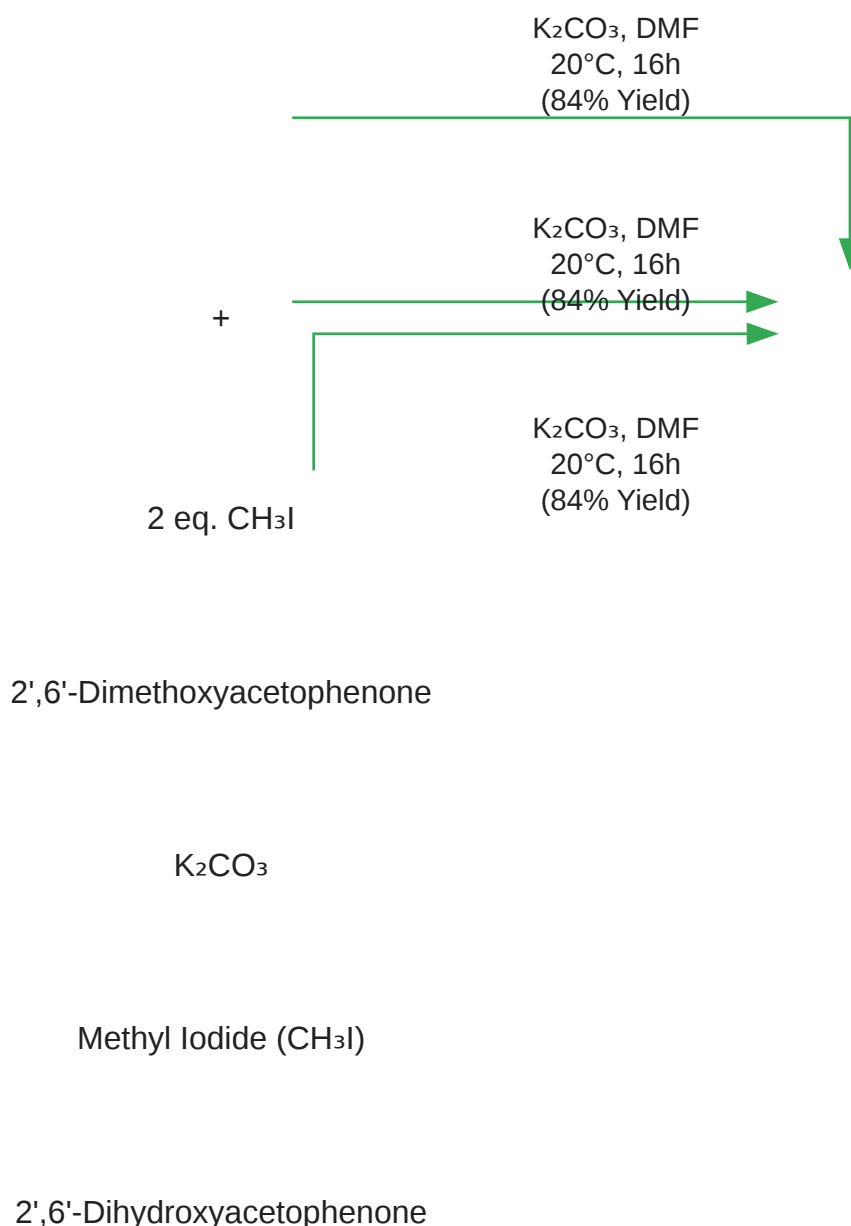 K₂CO₃, DMF
20°C, 16h
(84% Yield)
K₂CO₃, DMF
20°C, 16h
(84% Yield)
+
K₂CO₃, DMF
20°C, 16h
(84% Yield)
2 eq. CH₃I
2',6'-Dimethoxyacetophenone
K₂CO₃
Methyl Iodide (CH₃I)
2',6'-Dihydroxyacetophenone